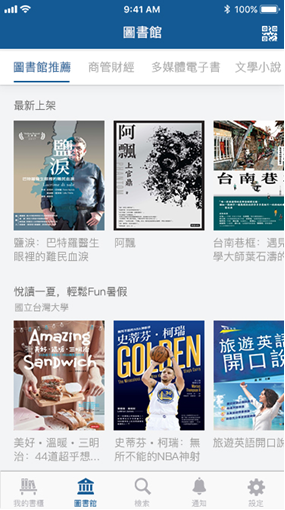 9:41 AM
100%
圖書館
圖書館推薦 商管財經 多媒體電子書 文學小說
最新上架
鹽淚
阿飄
上官鼎
台南巷
鹽淚：巴特羅醫生
眼裡的難民血淚
阿飄
台南巷框：遇見
學大師葉石濤的
悅讀一夏，輕鬆Fun暑假
國立台灣大學
Amazing
美好・溫暖・三明治
Sandwich
史蒂芬・柯瑞
GOLDEN
旅遊英語
開口說
美好・溫暖・三明
治：44道超乎想...
史蒂芬・柯瑞：無
所不能的NBA神射
旅遊英語開口說
我的書櫃 圖書館 檢索 通知 設定